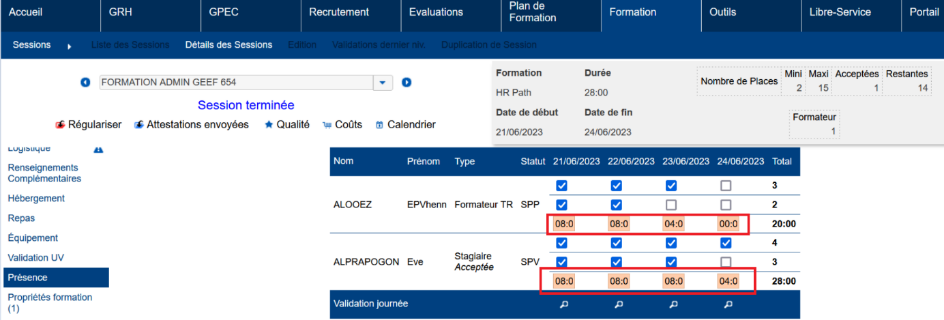 Accueil GRH GPEC Recrutement Evaluations Plan de Formation Formation Outils Libre-Service Portail
Sessions Liste des Sessions Détails des Sessions Edition Validations dernier niv. Duplication de Session
FORMATION ADMIN GEEF 654
Session terminée
Régulariser Attestations envoyées Qualité Coûts Calendrier
Formation Durée
HR Path 28:00
Date de début Date de fin
21/06/2023 24/06/2023
Mini Maxi Acceptées Restantes
Nombre de Places 2 15 1 14
Formateur
1
Logistique
Renseignements
Complémentaires
Hébergement
Repas
Équipement
Validation UV
Présence
Propriétés formation
(1)
Nom Prénom Type Statut 21/06/2023 22/06/2023 23/06/2023 24/06/2023 Total
3
ALOOEZ EPVhenn Formateur TR SPP 2
08:0 08:0 04:0 00:0 20:00
4
ALPRAPOGON Eve Stagiaire Acceptée SPV 3
08:0 08:0 08:0 04:0 28:00
Validation journée